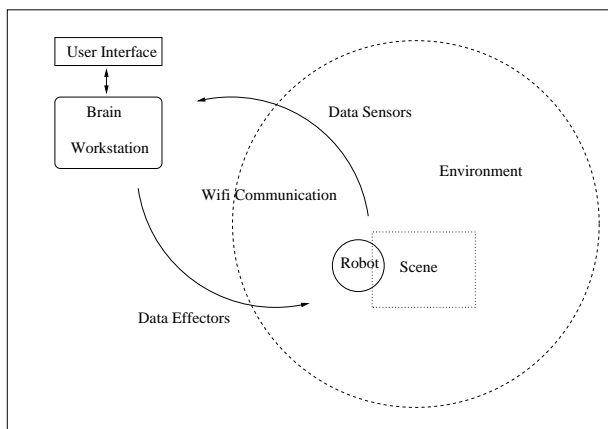 User Interface
Brain
Workstation
Data Sensors
Environment
Wifi Communication
Robot
Scene
Data Effectors